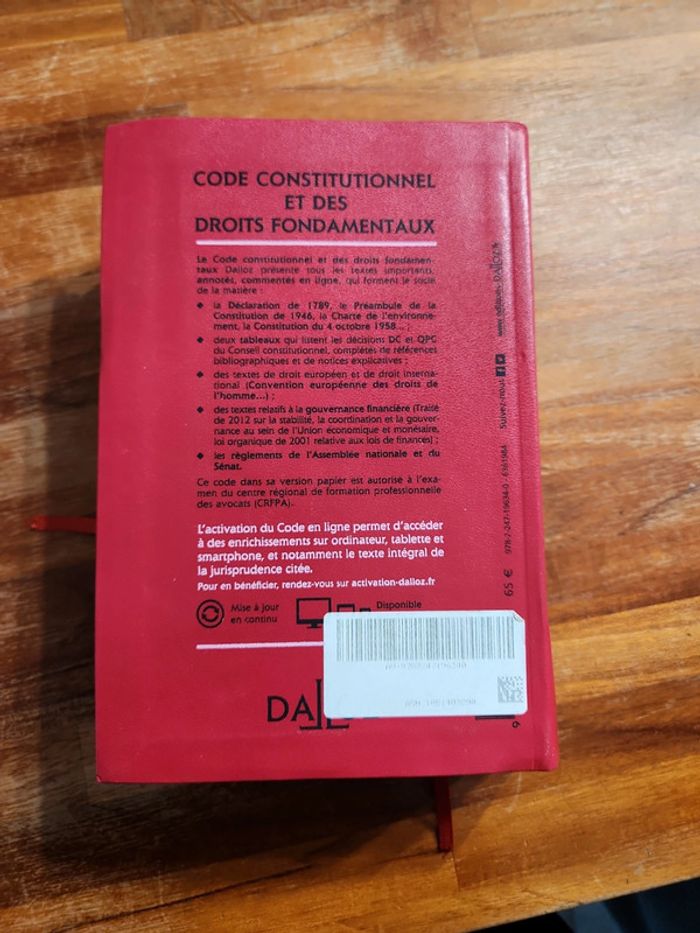 CODE CONSTITUTIONNEL
ET DES
DROITS FONDAMENTAUX
Le Code constitutionnel et des droits fondamen-
taux Dalloz présente tous les textes importants,
annotés, commentés en ligne, qui forment le socle
de la matière :
◆ la Déclaration de 1789, le Préambule de la
Constitution de 1946, la Charte de l'environne-
ment, la Constitution du 4 octobre 1958... ;
◆ deux tableaux qui listent les décisions DC et QPC
du Conseil constitutionnel, complétés de références
bibliographiques et de notices explicatives ;
◆ des textes de droit européen et de droit interna-
tional (Convention européenne des droits de
l'homme...) ;
◆ des textes relatifs à la gouvernance financière (Traité
de 2012 sur la stabilité, la coordination et la gouver-
nance au sein de l'Union économique et monétaire,
loi organique de 2001 relative aux lois de finances) ;
◆ les règlements de l'Assemblée nationale et du
Sénat.
Ce code dans sa version papier est autorisé à l'exa-
men du centre régional de formation professionnelle
des avocats (CRFPA).
L'activation du Code en ligne permet d'accéder
à des enrichissements sur ordinateur, tablette et
smartphone, et notamment le texte intégral de
la jurisprudence citée.
Pour en bénéficier, rendez-vous sur activation-dalloz.fr
Mise à jour
en continu
Disponible
DALL
65 €
Suivez-nous